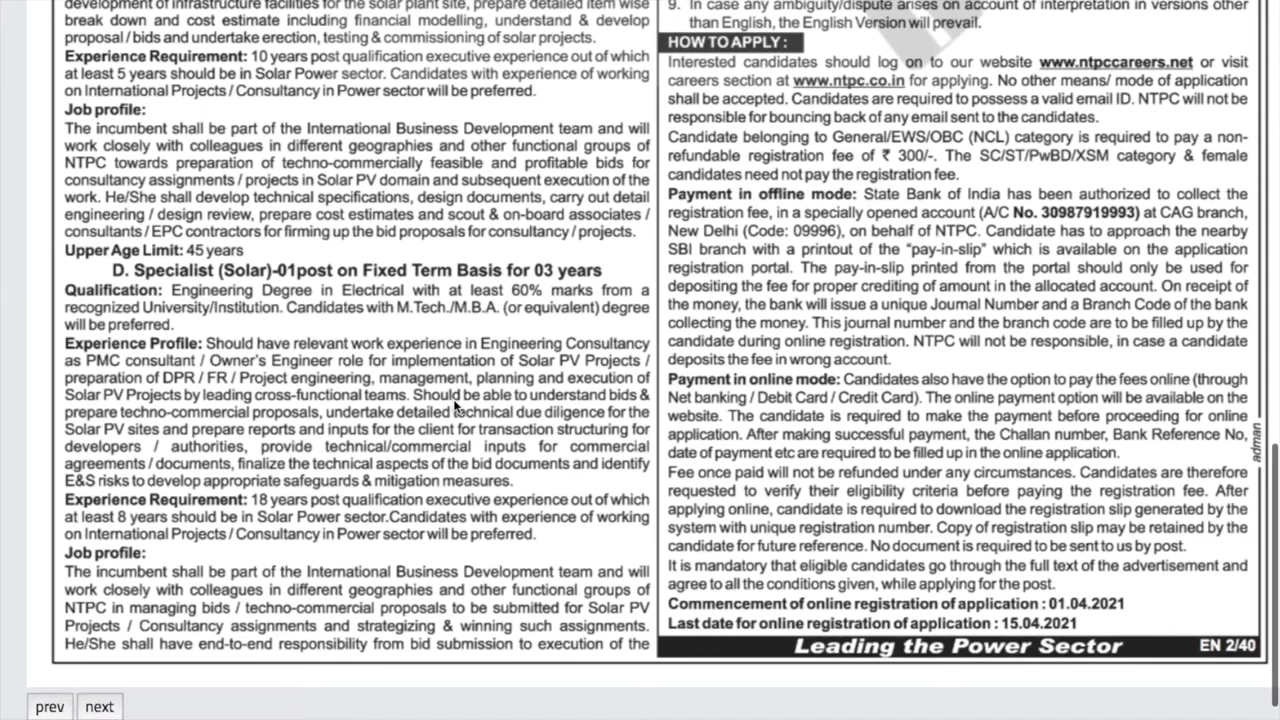 development of infrastructure facilities for the solar plant site, prepare detailed item wise
break down and cost estimate including financial modelling, understand & develop
proposal / bids and undertake erection, testing & commissioning of solar projects.
Experience Requirement: 10 years post qualification executive experience out of which
at least 5 years should be in Solar Power sector. Candidates with experience of working
on International Projects / Consultancy in Power sector will be preferred.
Job profile:
The incumbent shall be part of the International Business Development team and will
work closely with colleagues in different geographies and other functional groups of
NTPC towards preparation of techno-commercially feasible and profitable bids for
consultancy assignments / projects in Solar PV domain and subsequent execution of the
work. He/She shall develop technical specifications, design documents, carry out detail
engineering / design review, prepare cost estimates and scout & on-board associates /
consultants / EPC contractors for firming up the bid proposals for consultancy / projects.
Upper Age Limit: 45 years
D. Specialist (Solar)-01post on Fixed Term Basis for 03 years
Qualification: Engineering Degree in Electrical with at least 60% marks from a
recognized University/Institution. Candidates with M.Tech./M.B.A. (or equivalent) degree
will be preferred.
Experience Profile: Should have relevant work experience in Engineering Consultancy
as PMC consultant / Owner's Engineer role for implementation of Solar PV Projects /
preparation of DPR / FR / Project engineering, management, planning and execution of
Solar PV Projects by leading cross-functional teams. Should be able to understand bids &
prepare techno-commercial proposals, undertake detailed technical due diligence for the
Solar PV sites and prepare reports and inputs for the client for transaction structuring for
developers / authorities, provide technical/commercial inputs for commercial
agreements / documents, finalize the technical aspects of the bid documents and identify
E&S risks to develop appropriate safeguards & mitigation measures.
Experience Requirement: 18 years post qualification executive experience out of which
at least 8 years should be in Solar Power sector.Candidates with experience of working
on International Projects / Consultancy in Power sector will be preferred.
Job profile:
The incumbent shall be part of the International Business Development team and will
work closely with colleagues in different geographies and other functional groups of
NTPC in managing bids / techno-commercial proposals to be submitted for Solar PV
Projects / Consultancy assignments and strategizing & winning such assignments.
He/She shall have end-to-end responsibility from bid submission to execution of the
9. In case any ambiguity/dispute arises on account of interpretation in versions other
than English, the English Version will prevail.
HOW TO APPLY :
Interested candidates should log on to our website www.ntpccareers.net or visit
careers section at www.ntpc.co.in for applying. No other means/ mode of application
shall be accepted. Candidates are required to possess a valid email ID. NTPC will not be
responsible for bouncing back of any email sent to the candidates.
Candidate belonging to General/EWS/OBC (NCL) category is required to pay a non-
refundable registration fee of ₹ 300/-. The SC/ST/PwBD/XSM category & female
candidates need not pay the registration fee.
Payment in offline mode: State Bank of India has been authorized to collect the
registration fee, in a specially opened account (A/C No. 30987919993) at CAG branch,
New Delhi (Code: 09996), on behalf of NTPC. Candidate has to approach the nearby
SBI branch with a printout of the "pay-in-slip" which is available on the application
registration portal. The pay-in-slip printed from the portal should only be used for
depositing the fee for proper crediting of amount in the allocated account. On receipt of
the money, the bank will issue a unique Journal Number and a Branch Code of the bank
collecting the money. This journal number and the branch code are to be filled up by the
candidate during online registration. NTPC will not be responsible, in case a candidate
deposits the fee in wrong account.
Payment in online mode: Candidates also have the option to pay the fees online (through
Net banking / Debit Card / Credit Card). The online payment option will be available on the
website. The candidate is required to make the payment before proceeding for online
application. After making successful payment, the Challan number, Bank Reference No,
date of payment etc are required to be filled up in the online application.
Fee once paid will not be refunded under any circumstances. Candidates are therefore
requested to verify their eligibility criteria before paying the registration fee. After
applying online, candidate is required to download the registration slip generated by the
system with unique registration number. Copy of registration slip may be retained by the
candidate for future reference. No document is required to be sent to us by post.
It is mandatory that eligible candidates go through the full text of the advertisement and
agree to all the conditions given, while applying for the post.
Commencement of online registration of application : 01.04.2021
Last date for online registration of application : 15.04.2021
adman
Leading the Power Sector EN 2/40
prev next